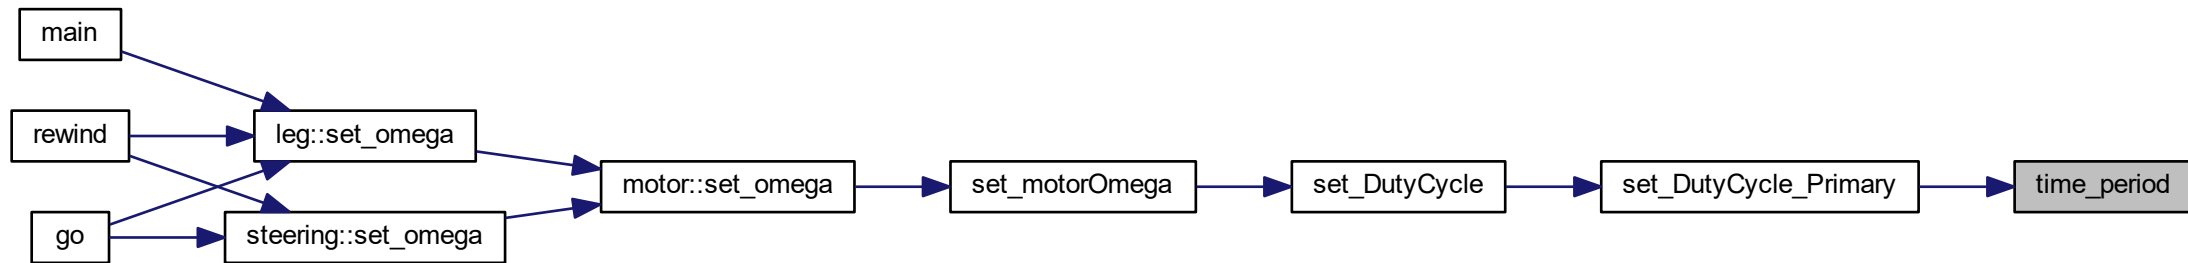 main
rewind
go
leg::set_omega
steering::set_omega
motor::set_omega
set_motorOmega
set_DutyCycle
set_DutyCycle_Primary
time_period